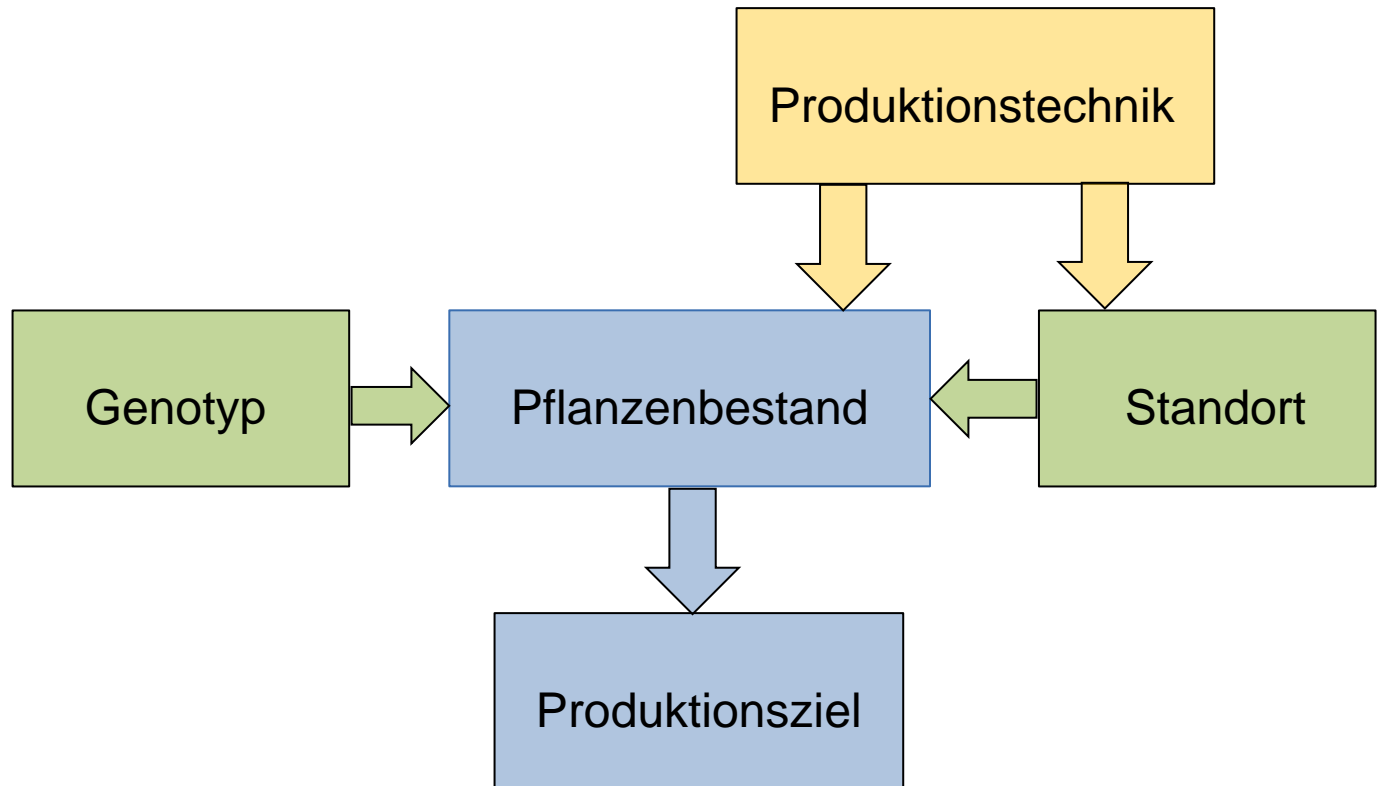 Produktionstechnik
Genotyp
Pflanzenbestand
Standort
Produktionsziel